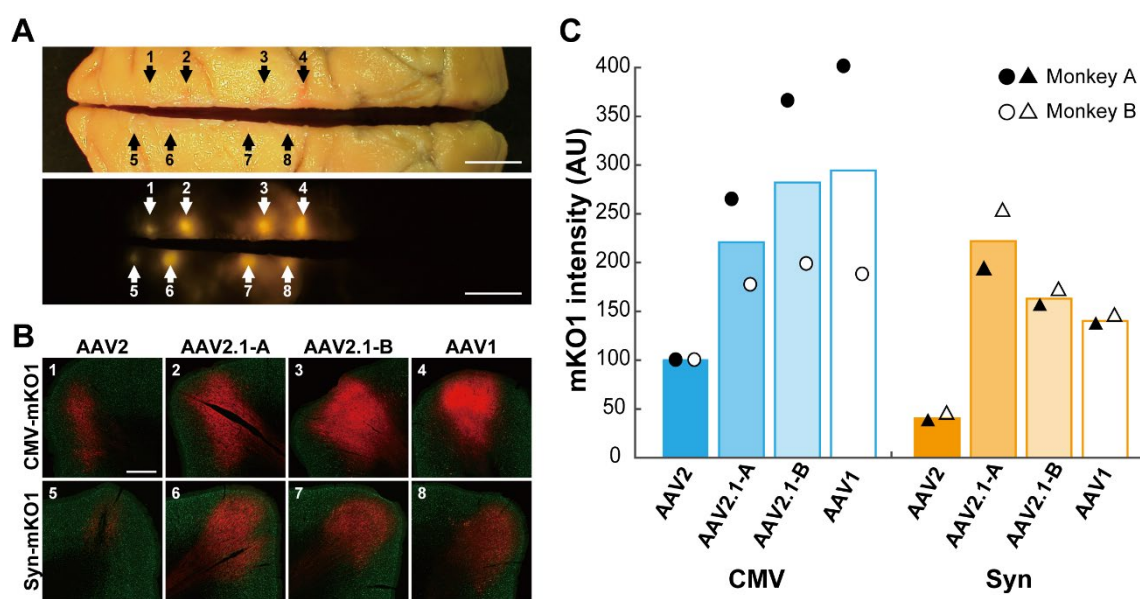 A
1 2 3 4
5 6 7 8
1 2 3 4
5 6 7 8
B
AAV2 AAV2.1-A AAV2.1-B AAV1
CMV-mKO1
1 2 3 4
Syn-mKO1
5 6 7 8
C
mKO1 intensity (AU)
400
350
300
250
200
150
100
50
0
Monkey A
Monkey B
AAV2 AAV2.1-A AAV2.1-B AAV1 AAV2 AAV2.1-A AAV2.1-B AAV1
CMV Syn